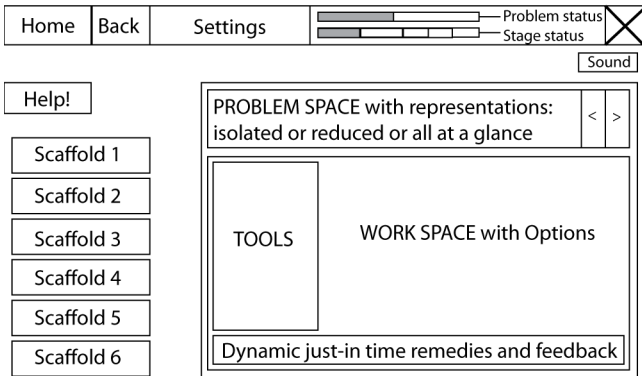 Home Back Settings Problem status
Stage status
Sound
Help!
PROBLEM SPACE with representations:
isolated or reduced or all at a glance
< >
Scaffold 1
Scaffold 2
Scaffold 3
Scaffold 4
Scaffold 5
Scaffold 6
TOOLS
WORK SPACE with Options
Dynamic just-in time remedies and feedback